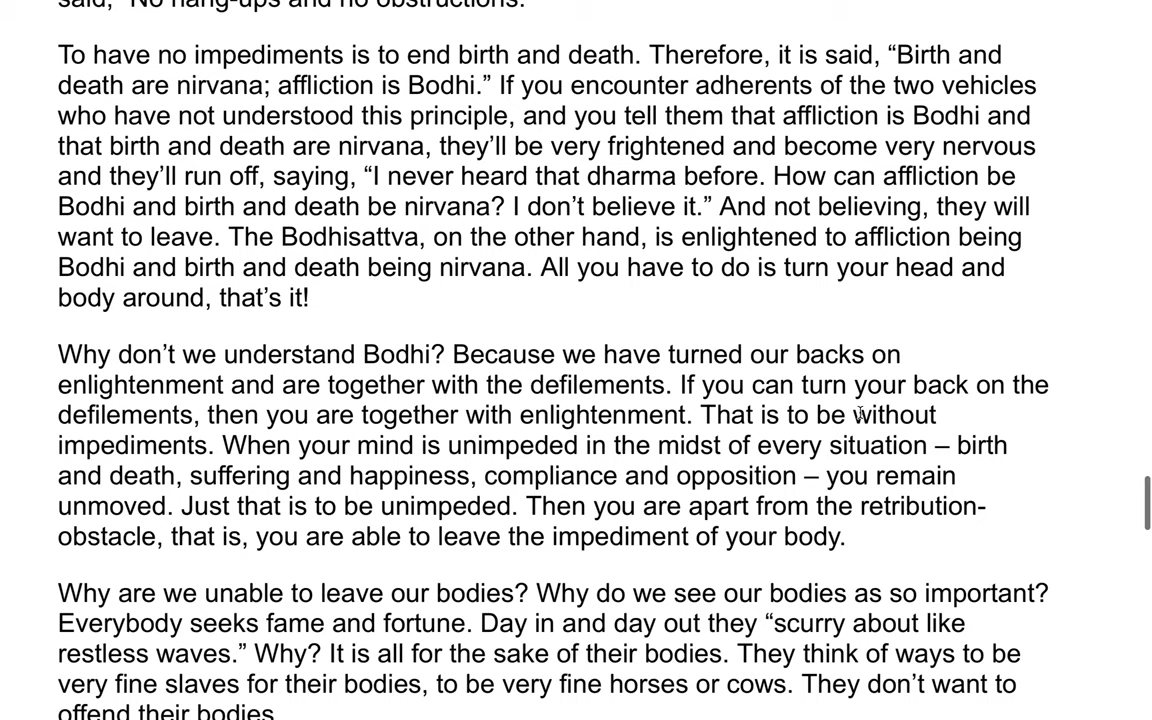 said, “No hang-ups and no obstructions.
To have no impediments is to end birth and death. Therefore, it is said, “Birth and
death are nirvana; affliction is Bodhi.” If you encounter adherents of the two vehicles
who have not understood this principle, and you tell them that affliction is Bodhi and
that birth and death are nirvana, they’ll be very frightened and become very nervous
and they’ll run off, saying, “I never heard that dharma before. How can affliction be
Bodhi and birth and death be nirvana? I don’t believe it.” And not believing, they will
want to leave. The Bodhisattva, on the other hand, is enlightened to affliction being
Bodhi and birth and death being nirvana. All you have to do is turn your head and
body around, that’s it!
Why don’t we understand Bodhi? Because we have turned our backs on
enlightenment and are together with the defilements. If you can turn your back on the
defilements, then you are together with enlightenment. That is to be without
impediments. When your mind is unimpeded in the midst of every situation – birth
and death, suffering and happiness, compliance and opposition – you remain
unmoved. Just that is to be unimpeded. Then you are apart from the retribution-
obstacle, that is, you are able to leave the impediment of your body.
Why are we unable to leave our bodies? Why do we see our bodies as so important?
Everybody seeks fame and fortune. Day in and day out they “scurry about like
restless waves.” Why? It is all for the sake of their bodies. They think of ways to be
very fine slaves for their bodies, to be very fine horses or cows. They don’t want to
offend their bodies